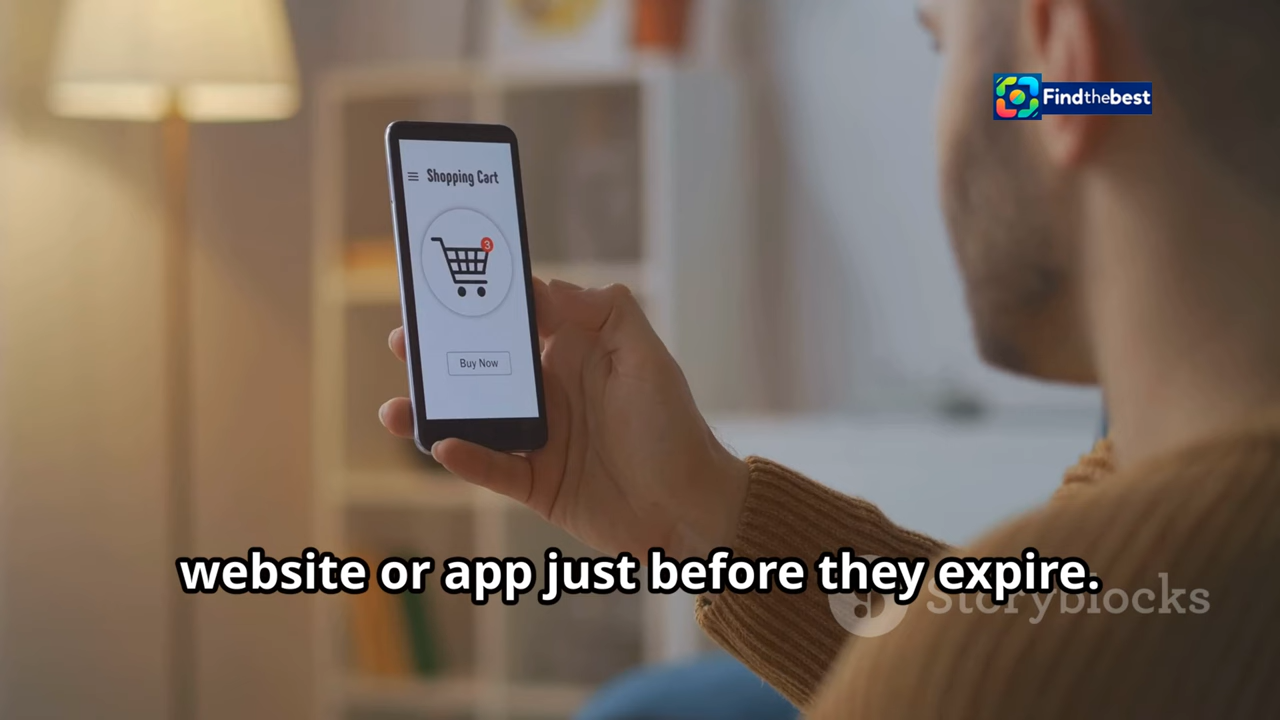 Findthebest
Shopping Cart
3
Buy Now
website or app just before they expire.
Storyblocks